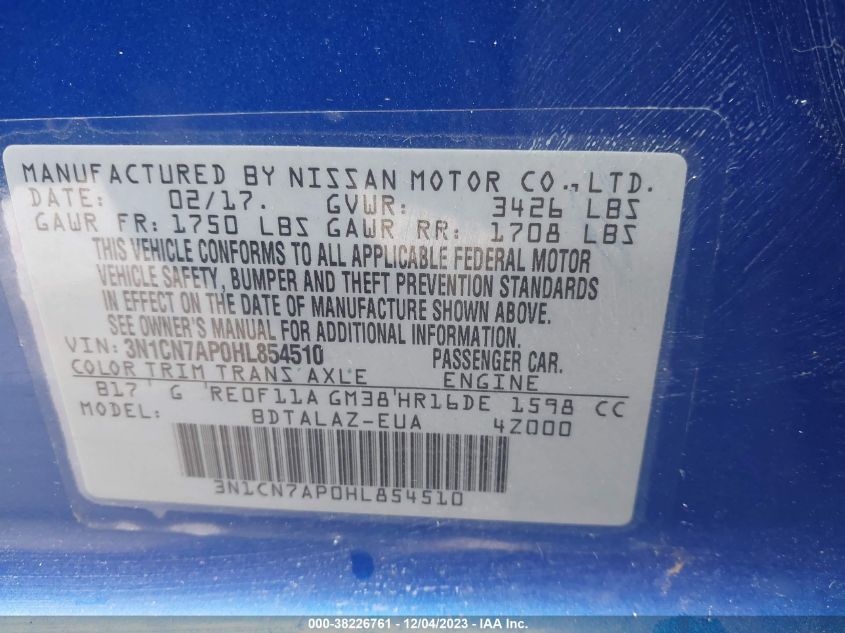 MANUFACTURED BY NISSAN MOTOR CO., LTD.
DATE: 02/17. GVWR: 3426 LBS
GAWR FR: 1750 LBS GAWR RR: 1708 LBS
THIS VEHICLE CONFORMS TO ALL APPLICABLE FEDERAL MOTOR
VEHICLE SAFETY, BUMPER AND THEFT PREVENTION STANDARDS
IN EFFECT ON THE DATE OF MANUFACTURE SHOWN ABOVE.
SEE OWNER'S MANUAL FOR ADDITIONAL INFORMATION.
VIN: 3N1CN7AP0HL854510 PASSENGER CAR.
COLOR TRIM TRANS AXLE ENGINE
B17 ' G 'RE0F11A GM38'HR16DE 1598 CC
MODEL: BDTALAZ-EUA 4Z000
3N1CN7AP0HL854510
000-38226761 - 12/04/2023 - IAA Inc.